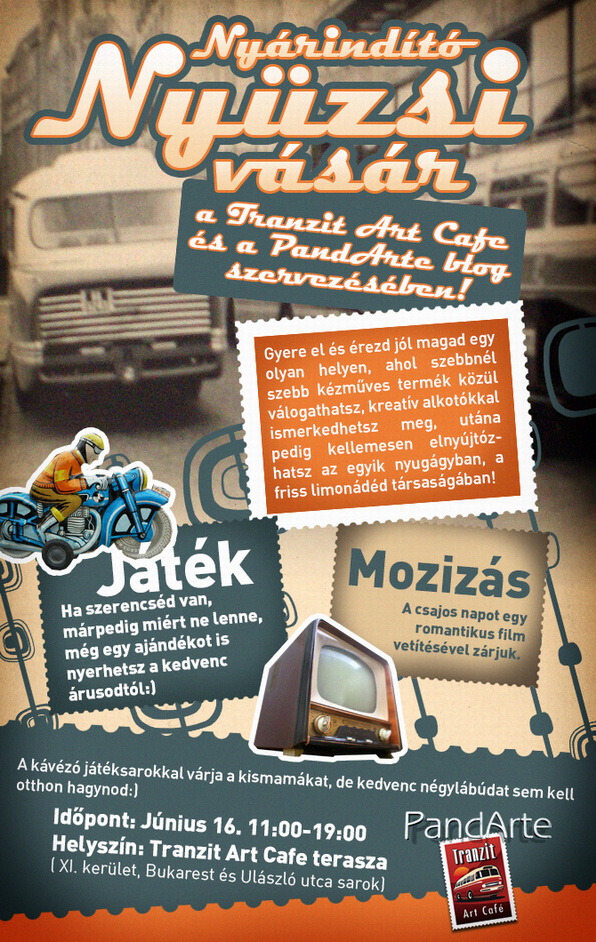 Nyárindító
Nyüzsi
vásár
a Tranzit Art Cafe
és a PandArte blog
szervezésében!
Gyere el és érezd jól magad egy
olyan helyen, ahol szebbnél
szebb kézműves termék közül
válogathatsz, kreatív alkotókkal
ismerkedhetsz meg, utána
pedig kellemesen elnyújtóz-
hatsz az egyik nyugágyban, a
friss limonádéd társaságában!
Játék
Ha szerencséd van,
márpedig miért ne lenne,
még egy ajándékot is
nyerhetsz a kedvenc
árusodtól:)
Mozizás
A csajos napot egy
romantikus film
vetítésével zárjuk.
A kávézó játéksarokkal várja a kismamákat, de kedvenc négylábúdat sem kell
otthon hagynod:)
Időpont: Június 16. 11:00-19:00
Helyszín: Tranzit Art Cafe terasza
( XI. kerület, Bukarest és Ulászló utca sarok)
PandArte
Tranzit
Art Café